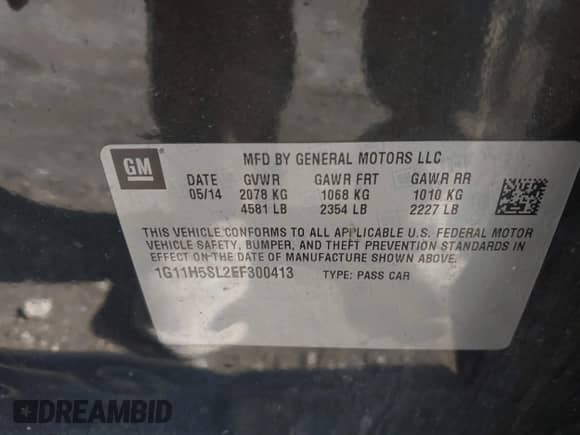 GM
MFD BY GENERAL MOTORS LLC
DATE GVWR GAWR FRT GAWR RR
05/14 2078 KG 1068 KG 1010 KG
4581 LB 2354 LB 2227 LB
THIS VEHICLE CONFORMS TO ALL APPLICABLE U.S. FEDERAL MOTOR
VEHICLE SAFETY, BUMPER, AND THEFT PREVENTION STANDARDS IN
EFFECT ON THE DATE OF MANUFACTURE SHOWN ABOVE.
1G11H5SL2EF300413 TYPE: PASS CAR
DREAMBID